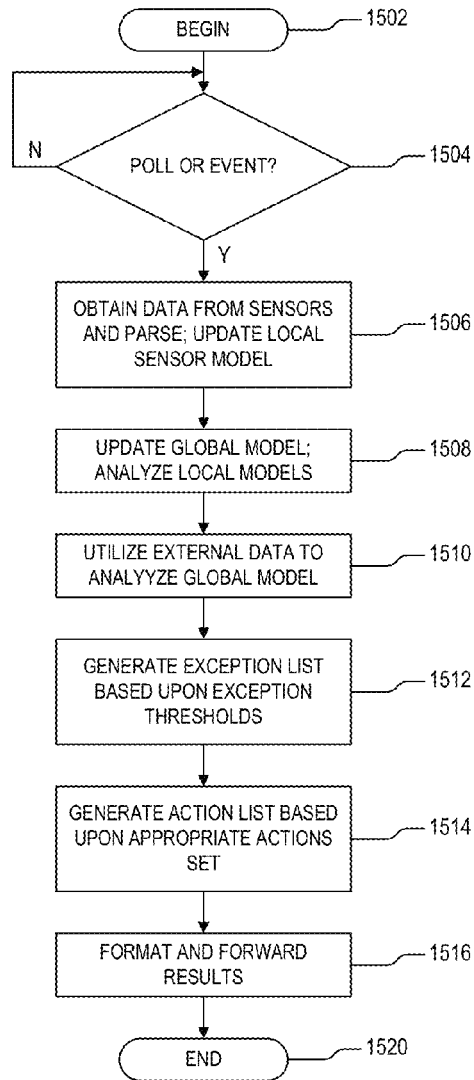 BEGIN
1502
POLL OR EVENT?
1504
N
Y
OBTAIN DATA FROM SENSORS
AND PARSE; UPDATE LOCAL
SENSOR MODEL
1506
UPDATE GLOBAL MODEL;
ANALYZE LOCAL MODELS
1508
UTILIZE EXTERNAL DATA TO
ANALYYZE GLOBAL MODEL
1510
GENERATE EXCEPTION LIST
BASED UPON EXCEPTION
THRESHOLDS
1512
GENERATE ACTION LIST BASED
UPON APPROPRIATE ACTIONS
SET
1514
FORMAT AND FORWARD
RESULTS
1516
END
1520